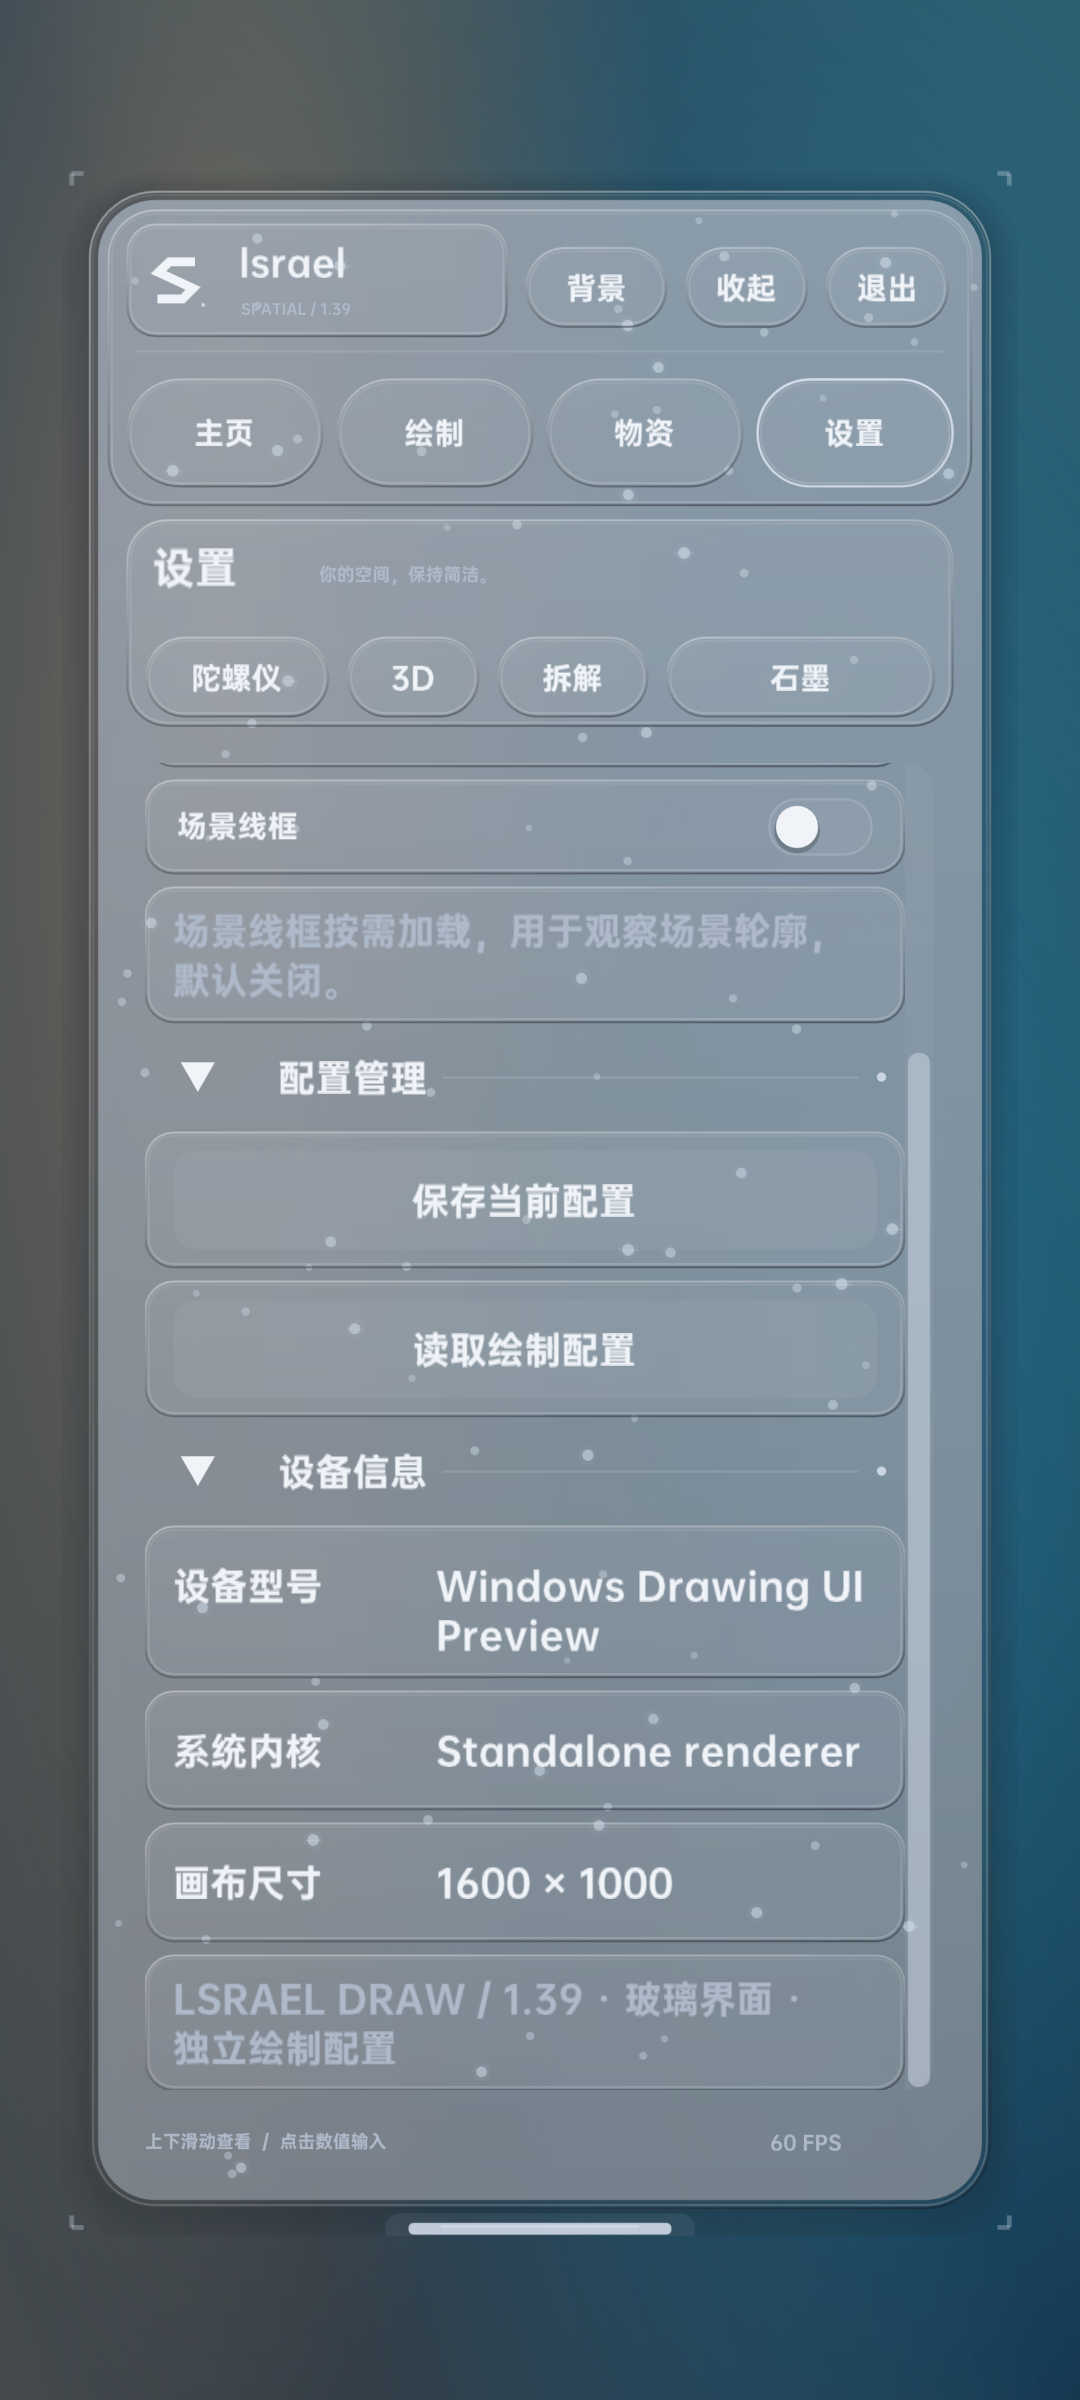 lsrael
SPATIAL / 1.39
背景
收起
退出
主页
绘制
物资
设置
设置
你的空间，保持简洁。
陀螺仪
3D
拆解
石墨
场景线框
场景线框按需加载，用于观察场景轮廓，
默认关闭。
配置管理
保存当前配置
读取绘制配置
设备信息
设备型号
Windows Drawing UI
Preview
系统内核
Standalone renderer
画布尺寸
1600 × 1000
LSRAEL DRAW / 1.39 · 玻璃界面 ·
独立绘制配置
上下滑动查看 / 点击数值输入
60 FPS